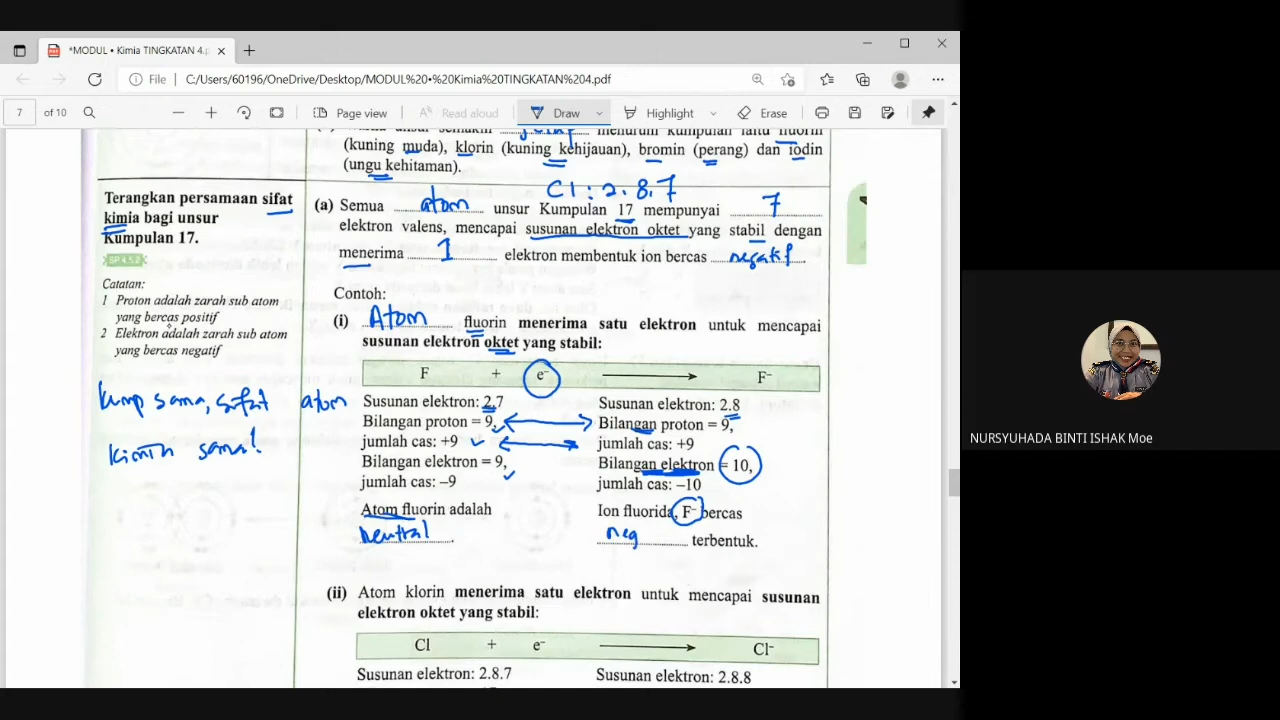 *MODUL • Kimia TINGKATAN 4.p
File C:/Users/60196/OneDrive/Desktop/MODUL%20•%20Kimia%20TINGKATAN%204.pdf
7 of 10 Page view Read aloud Draw Highlight Erase
menuruni kumpulan iaitu fluorin
(kuning muda), klorin (kuning kehijauan), bromin (perang) dan iodin
(ungu kehitaman).
Cl : 2.8.7
Terangkan persamaan sifat
kimia bagi unsur
Kumpulan 17.
SP 4.5.2
Catatan:
1 Proton adalah zarah sub atom
yang bercas positif
2 Elektron adalah zarah sub atom
yang bercas negatif
kump sama, sifat
kimia sama!
(a) Semua atom unsur Kumpulan 17 mempunyai 7
elektron valens, mencapai susunan elektron oktet yang stabil dengan
menerima 1 elektron membentuk ion bercas negatif.
Contoh:
(i) Atom fluorin menerima satu elektron untuk mencapai
susunan elektron oktet yang stabil:
F + e⁻ ⟶ F⁻
atom Susunan elektron: 2.7 Susunan elektron: 2.8
Bilangan proton = 9, Bilangan proton = 9,
jumlah cas: +9 jumlah cas: +9
Bilangan elektron = 9, Bilangan elektron = 10,
jumlah cas: –9 jumlah cas: –10
Atom fluorin adalah Ion fluorida, F⁻ bercas
neutral. neg terbentuk.
(ii) Atom klorin menerima satu elektron untuk mencapai susunan
elektron oktet yang stabil:
Cl + e⁻ ⟶ Cl⁻
Susunan elektron: 2.8.7 Susunan elektron: 2.8.8
NURSYUHADA BINTI ISHAK Moe